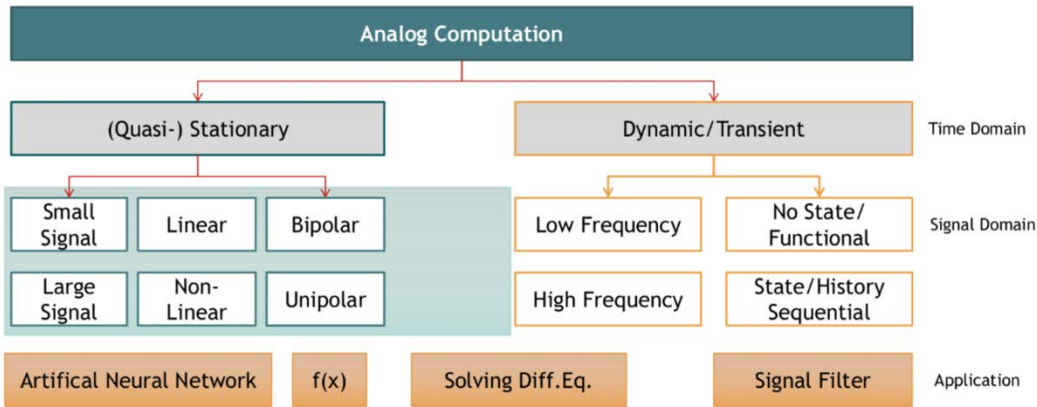 Analog Computation
(Quasi-) Stationary
Dynamic/Transient
Time Domain
Small
Signal
Linear
Bipolar
Low Frequency
No State/
Functional
Signal Domain
Large
Signal
Non-
Linear
Unipolar
High Frequency
State/History
Sequential
Artifical Neural Network
f(x)
Solving Diff.Eq.
Signal Filter
Application